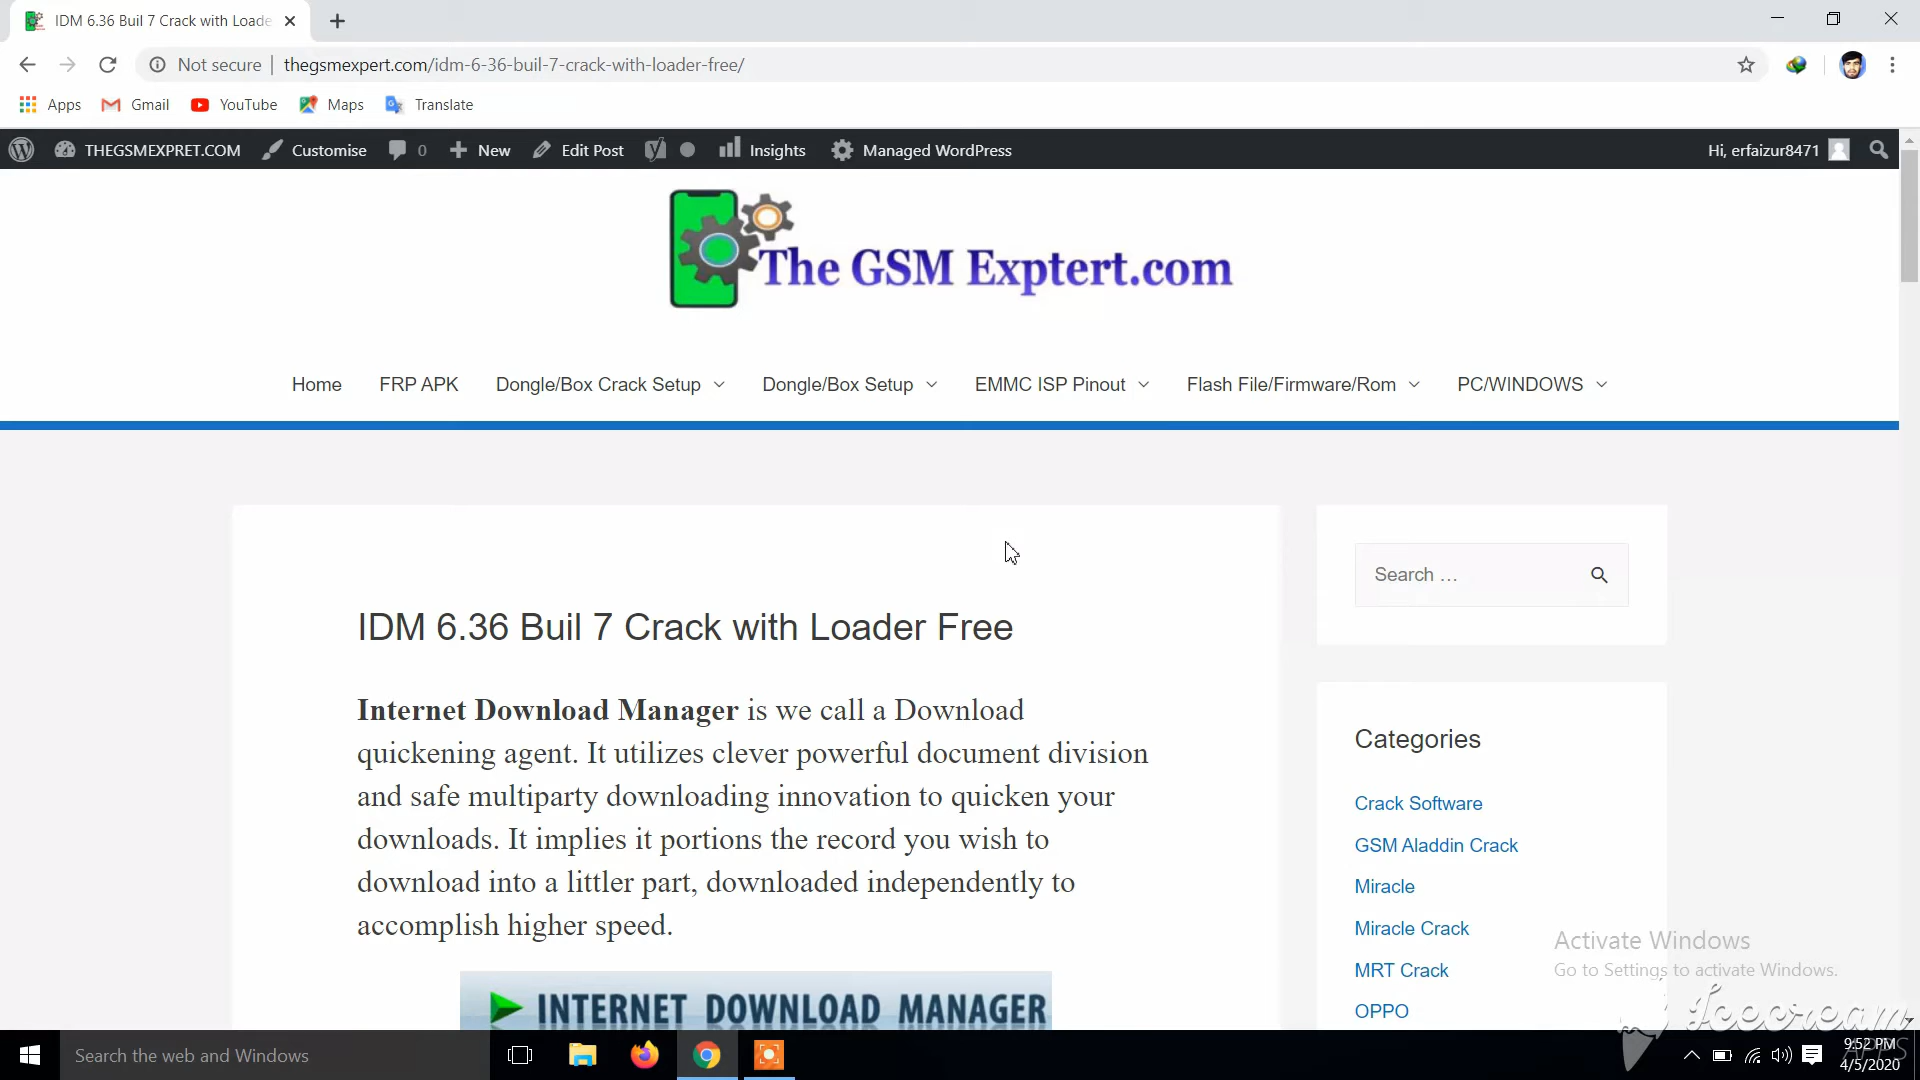 IDM 6.36 Buil 7 Crack with Loade
Not secure | thegsmexpert.com/idm-6-36-buil-7-crack-with-loader-free/
Apps Gmail YouTube Maps Translate
THEGSMEXPRET.COM Customise 0 New Edit Post Insights Managed WordPress Hi, erfaizur8471
The GSM Exptert.com
Home FRP APK Dongle/Box Crack Setup Dongle/Box Setup EMMC ISP Pinout Flash File/Firmware/Rom PC/WINDOWS
Search …
IDM 6.36 Buil 7 Crack with Loader Free
Internet Download Manager is we call a Download
quickening agent. It utilizes clever powerful document division
and safe multiparty downloading innovation to quicken your
downloads. It implies it portions the record you wish to
download into a littler part, downloaded independently to
accomplish higher speed.
INTERNET DOWNLOAD MANAGER
Categories
Crack Software
GSM Aladdin Crack
Miracle
Miracle Crack
MRT Crack
OPPO
Activate Windows
Go to Settings to activate Windows.
Icecream
APPS
Search the web and Windows
9:52 PM
4/5/2020